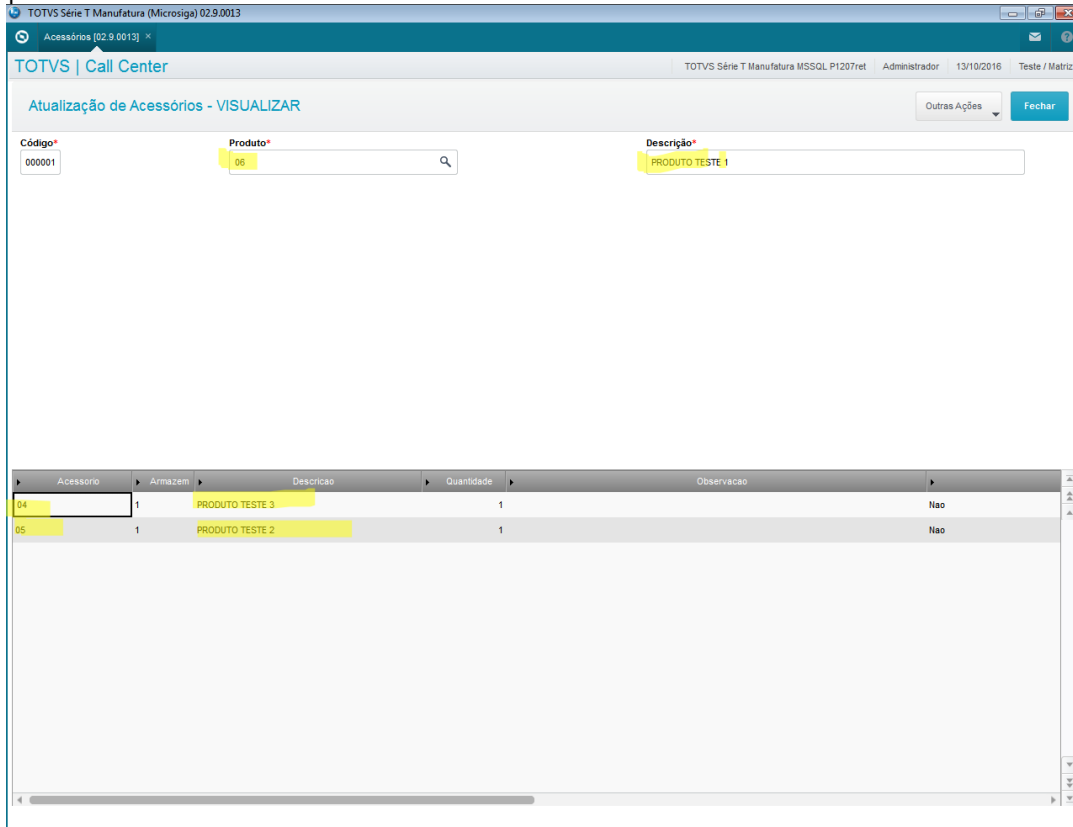 TOTVS Série T Manufatura (Microsiga) 02.9.0013
Acessórios [02.9.0013] ×
TOTVS | Call Center
TOTVS Série T Manufatura MSSQL P1207ret Administrador 13/10/2016 Teste / Matriz
Atualização de Acessórios - VISUALIZAR
Outras Ações
Fechar
Código* Produto* Descrição*
000001 06 PRODUTO TESTE 1
Acessorio Armazem Descricao Quantidade Observacao
04 1 PRODUTO TESTE 3 1 Nao
05 1 PRODUTO TESTE 2 1 Nao